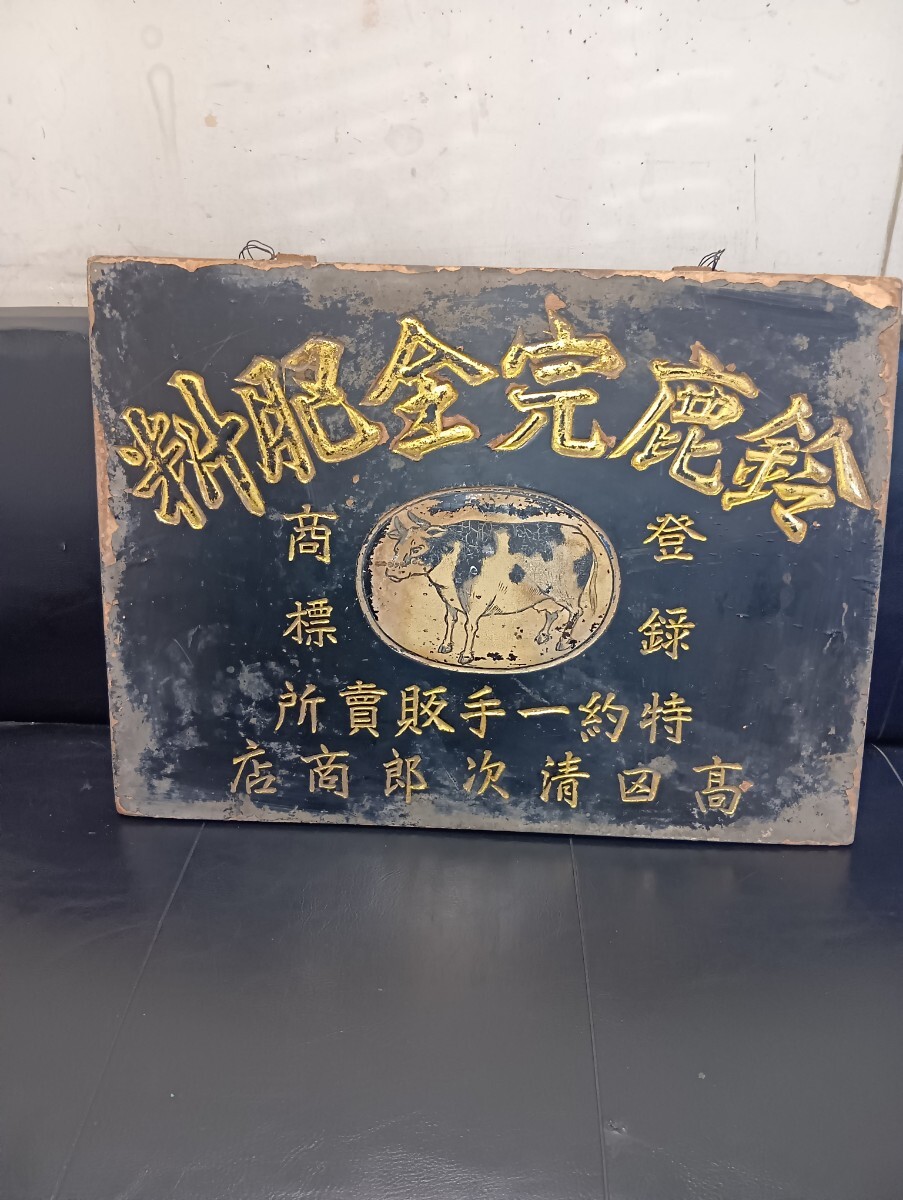 鈴鹿完全肥料
登録
商標
特約一手販賣所
高田清次郎商店